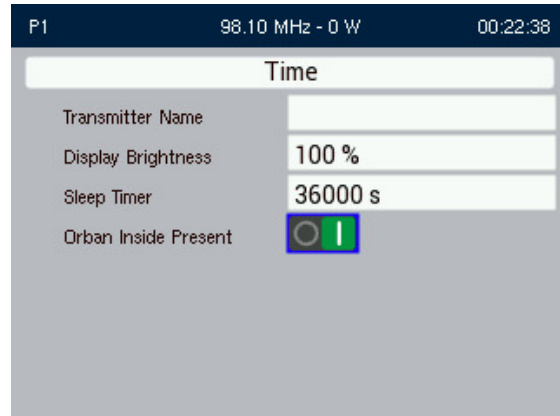 P1 98.10 MHz - 0 W 00:22:38
Time
Transmitter Name
Display Brightness 100 %
Sleep Timer 36000 s
Orban Inside Present